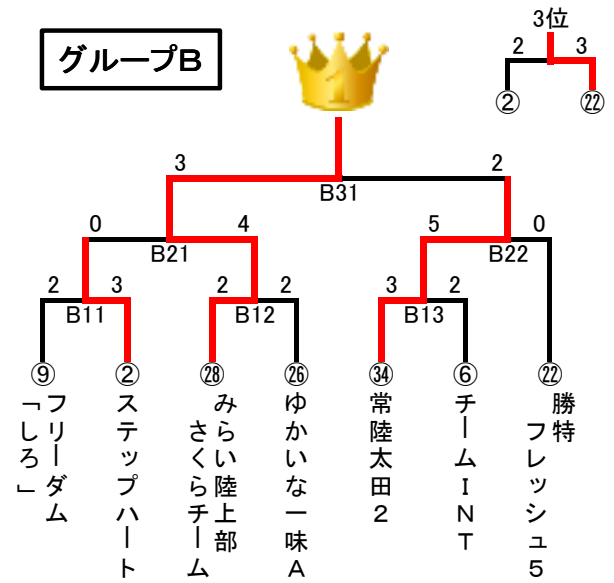 グループB
1
3位
2 3
② ㉒
3 2
B31
0 4 5 0
B21 B22
2 3 2 2 3 2
B11 B12 B13
⑨ ② ㉘ ㉖ ㉞ ⑥ ㉒
フリーダム
「しろ」
ステップハート
みらい陸上部
さくらチーム
ゆかいな一味A
常陸太田2
チームINT
勝特
フレッシュ5